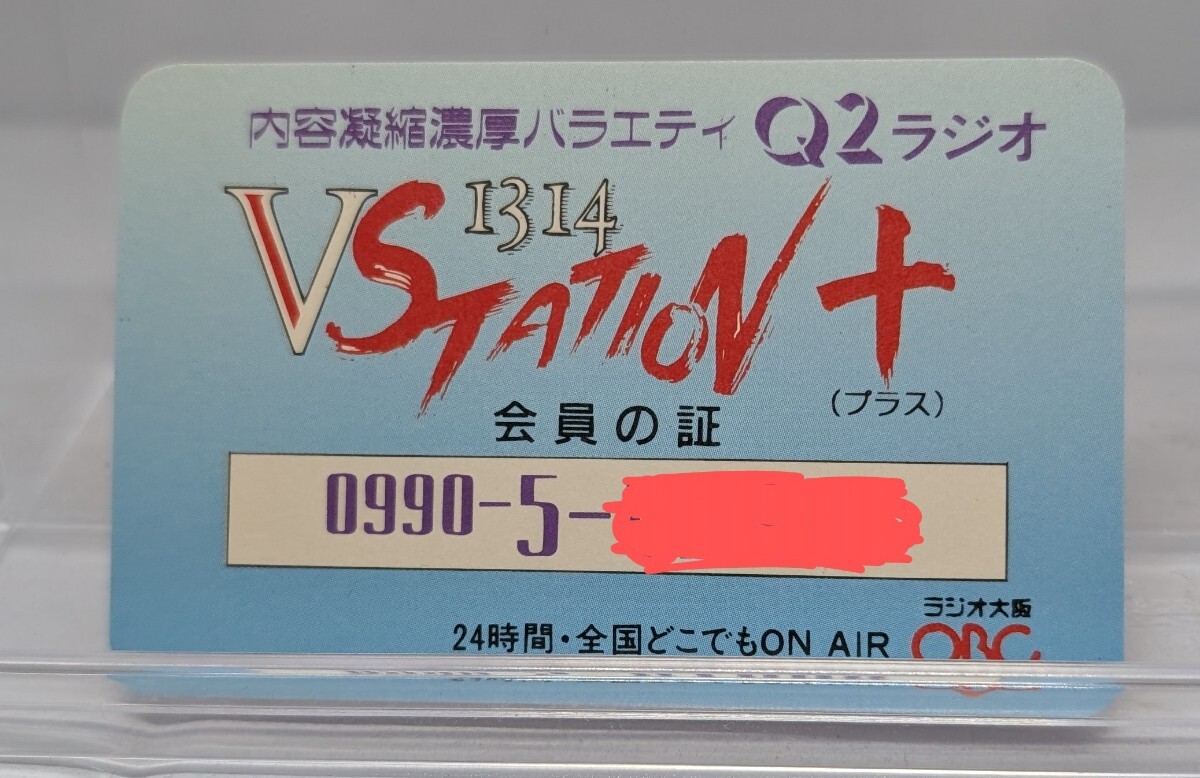 内容凝縮濃厚バラエティ Q2ラジオ
1314
V STATION +
(プラス)
会員の証
0990-5-
24時間・全国どこでもON AIR
ラジオ大阪
OBC